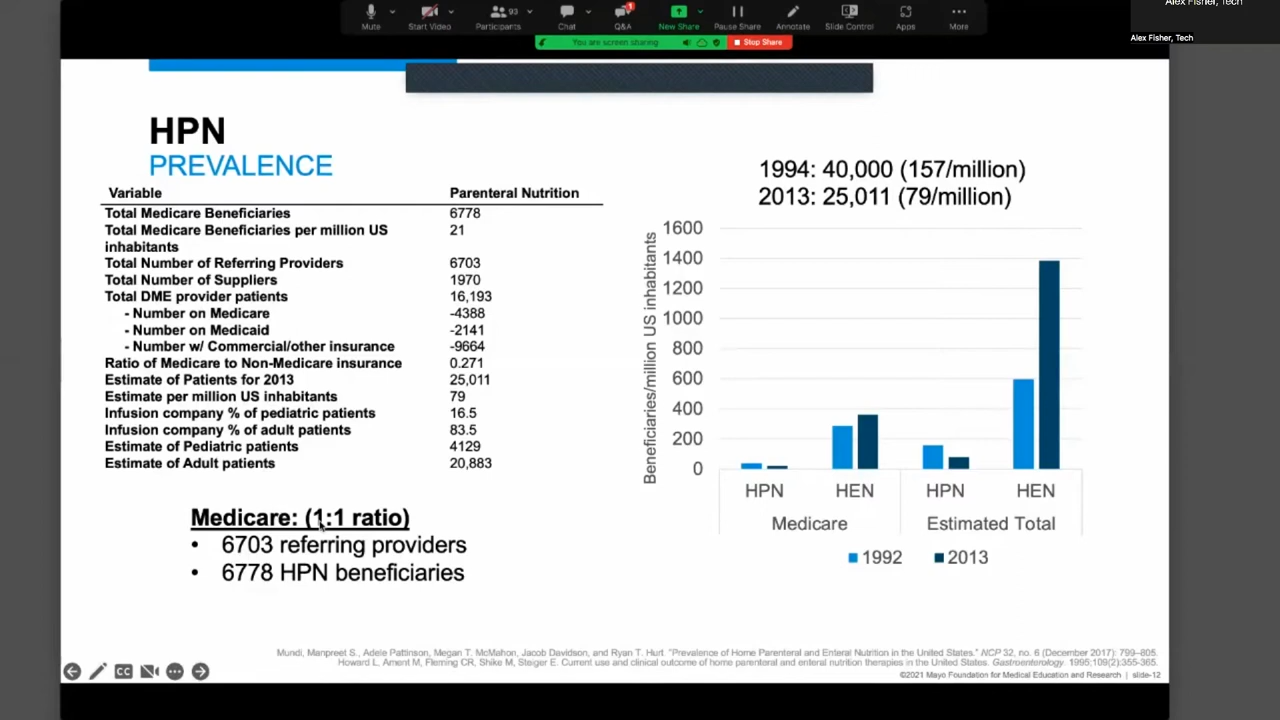 Alex Fisher, Tech
93
1
Mute
Start Video
Participants
Chat
Q&A
New Share
Pause Share
Annotate
Slide Control
Apps
More
You are screen sharing
Stop Share
Alex Fisher, Tech
HPN
PREVALENCE
Variable Parenteral Nutrition
Total Medicare Beneficiaries 6778
Total Medicare Beneficiaries per million US 21
inhabitants
Total Number of Referring Providers 6703
Total Number of Suppliers 1970
Total DME provider patients 16,193
- Number on Medicare -4388
- Number on Medicaid -2141
- Number w/ Commercial/other insurance -9664
Ratio of Medicare to Non-Medicare insurance 0.271
Estimate of Patients for 2013 25,011
Estimate per million US inhabitants 79
Infusion company % of pediatric patients 16.5
Infusion company % of adult patients 83.5
Estimate of Pediatric patients 4129
Estimate of Adult patients 20,883
Medicare: (1:1 ratio)
• 6703 referring providers
• 6778 HPN beneficiaries
1994: 40,000 (157/million)
2013: 25,011 (79/million)
Beneficiaries/million US inhabitants
1600
1400
1200
1000
800
600
400
200
0
HPN HEN HPN HEN
Medicare Estimated Total
1992 2013
Mundi, Manpreet S., Adele Pattinson, Megan T. McMahon, Jacob Davidson, and Ryan T. Hurt. "Prevalence of Home Parenteral and Enteral Nutrition in the United States." NCP 32, no. 6 (December 2017): 799–805.
Howard L, Ament M, Fleming CR, Shike M, Steiger E. Current use and clinical outcome of home parenteral and enteral nutrition therapies in the United States. Gastroenterology. 1995;109(2):355-365.
©2021 Mayo Foundation for Medical Education and Research | slide-12
CC